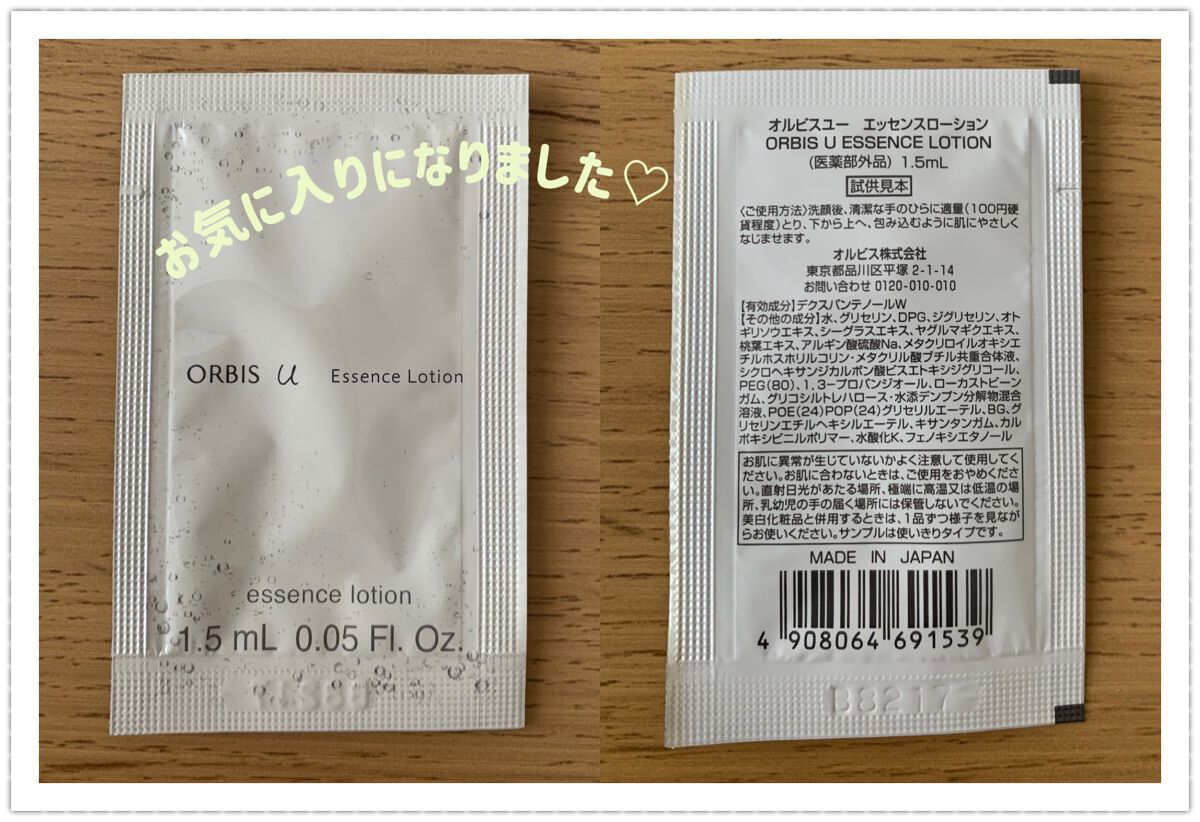 お気に入りになりました♡
ORBIS u Essence Lotion
essence lotion
1.5 mL 0.05 Fl. Oz.
オルビスユー エッセンスローション
ORBIS U ESSENCE LOTION
(医薬部外品) 1.5mL
試供見本
〈ご使用方法〉洗顔後、清潔な手のひらに適量(100円硬
貨程度)とり、下から上へ、包み込むように肌にやさしく
なじませます。
オルビス株式会社
東京都品川区平塚 2-1-14
お問い合わせ 0120-010-010
【有効成分】デクスパンテノールW
【その他の成分】水、グリセリン、DPG、ジグリセリン、オト
ギリソウエキス、シーグラスエキス、ヤグルマギクエキス、
桃葉エキス、アルギン酸硫酸Na、メタクリロイルオキシエ
チルホスホリルコリン・メタクリル酸ブチル共重合体液、
シクロヘキサンジカルボン酸ビスエトキシジグリコール、
PEG(80)、1,3-プロパンジオール、ローカストビーン
ガム、グリコシルトレハロース・水添デンプン分解物混合
溶液、POE(24)POP(24)グリセリルエーテル、BG、グ
リセリンエチルヘキシルエーテル、キサンタンガム、カル
ボキシビニルポリマー、水酸化K、フェノキシエタノール
お肌に異常が生じていないかよく注意して使用してく
ださい。お肌に合わないときは、ご使用をおやめくださ
い。直射日光があたる場所、極端に高温又は低温の場
所、乳幼児の手の届く場所には保管しないでください。
美白化粧品と併用するときは、1品ずつ様子を見なが
らお使いください。サンプルは使いきりタイプです。
MADE IN JAPAN
4 908064 691539
B8217